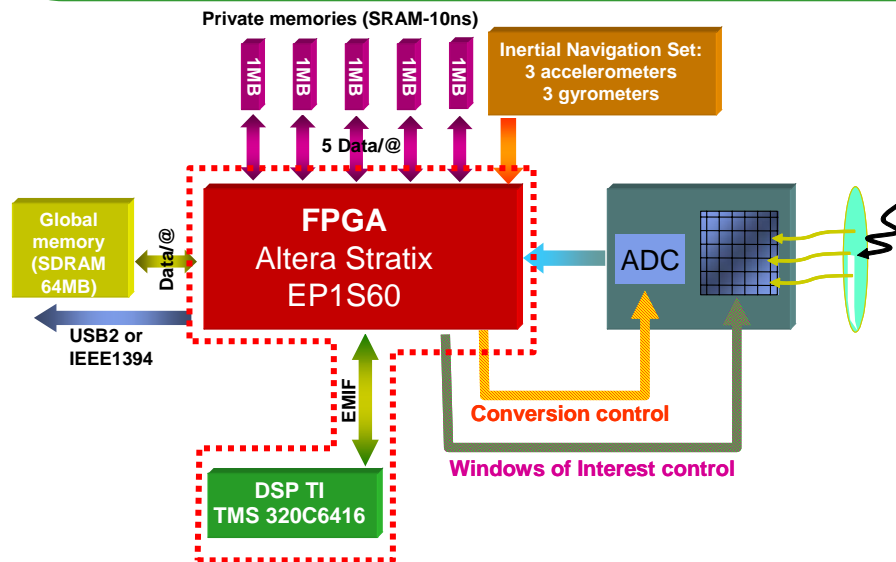 Private memories (SRAM-10ns)
1MB
1MB
1MB
1MB
1MB
Inertial Navigation Set:
3 accelerometers
3 gyrometers
5 Data/@
FPGA
Altera Stratix
EP1S60
Global
memory
(SDRAM
64MB)
Data/@
ADC
USB2 or
IEEE1394
EMIF
Conversion control
Windows of Interest control
DSP TI
TMS 320C6416